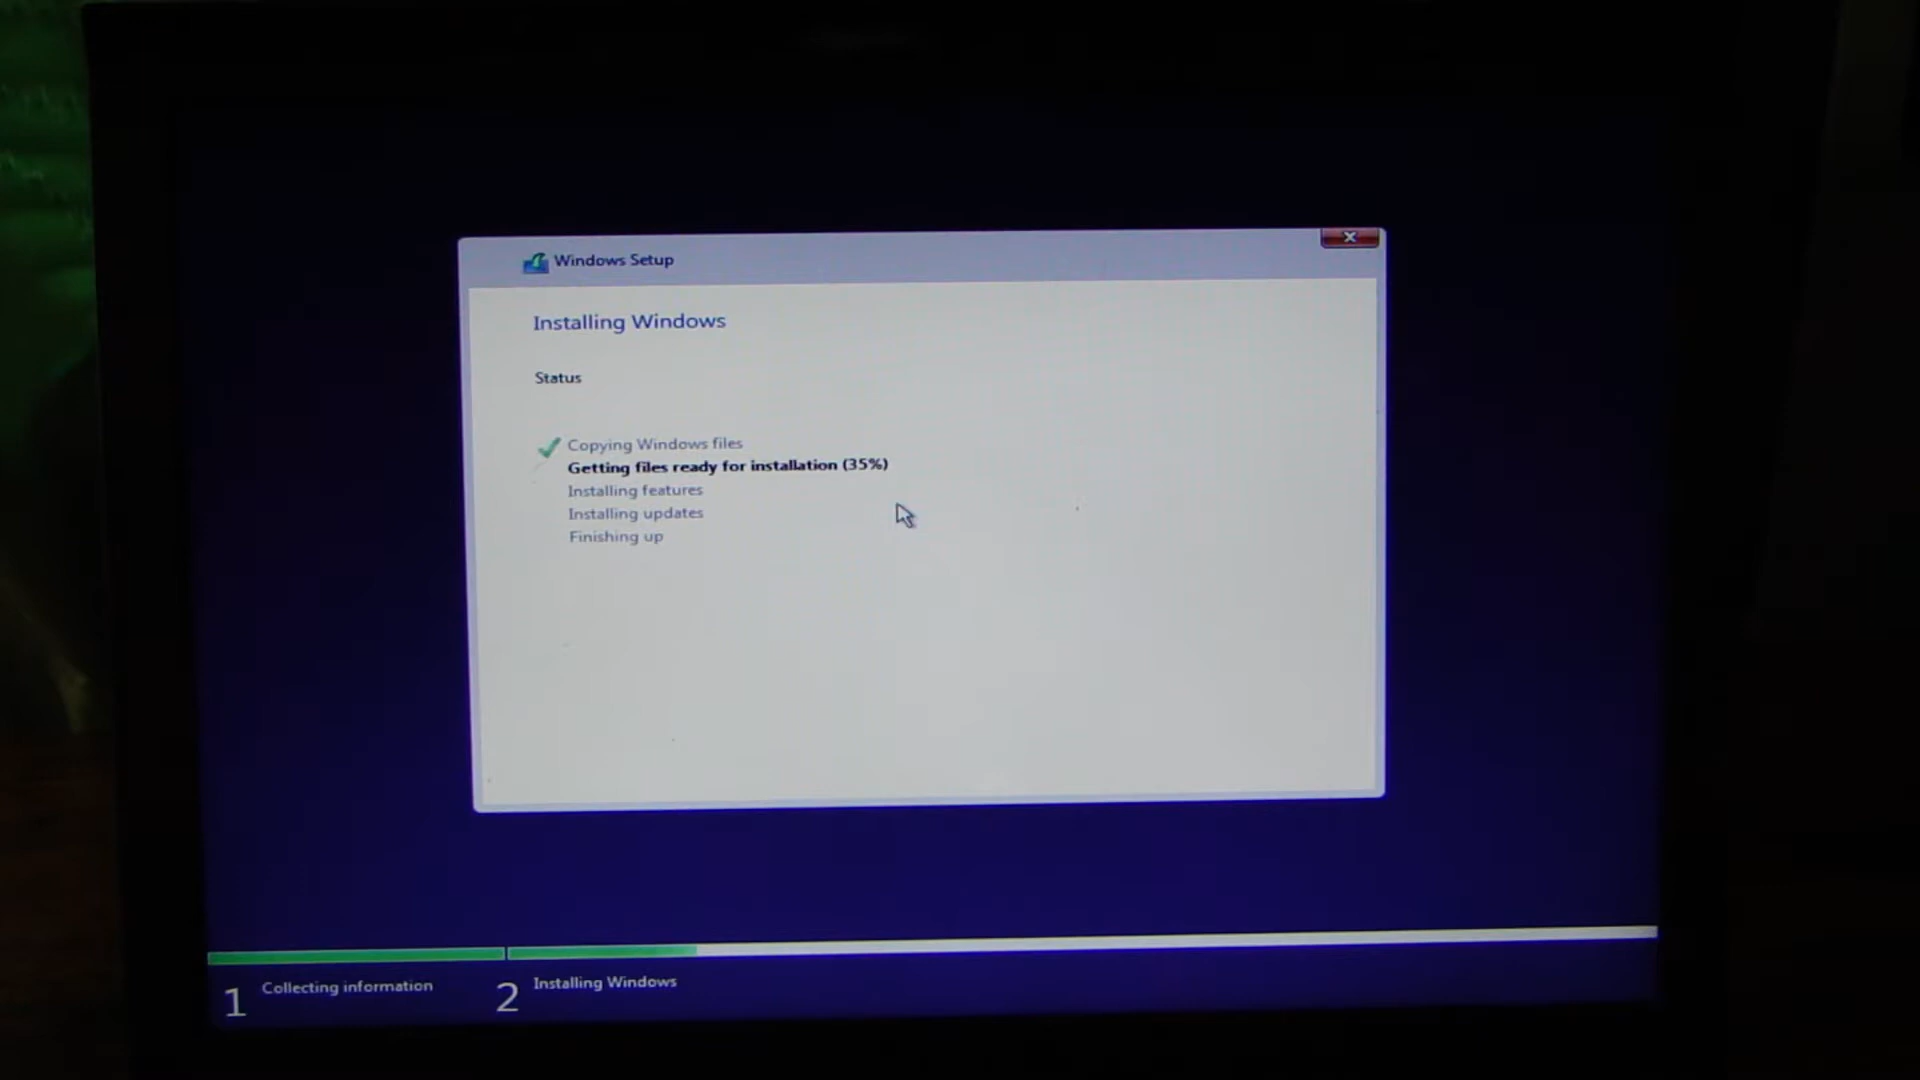 Windows Setup
Installing Windows
Status
Copying Windows files
Getting files ready for installation (35%)
Installing features
Installing updates
Finishing up
1 Collecting information
2 Installing Windows